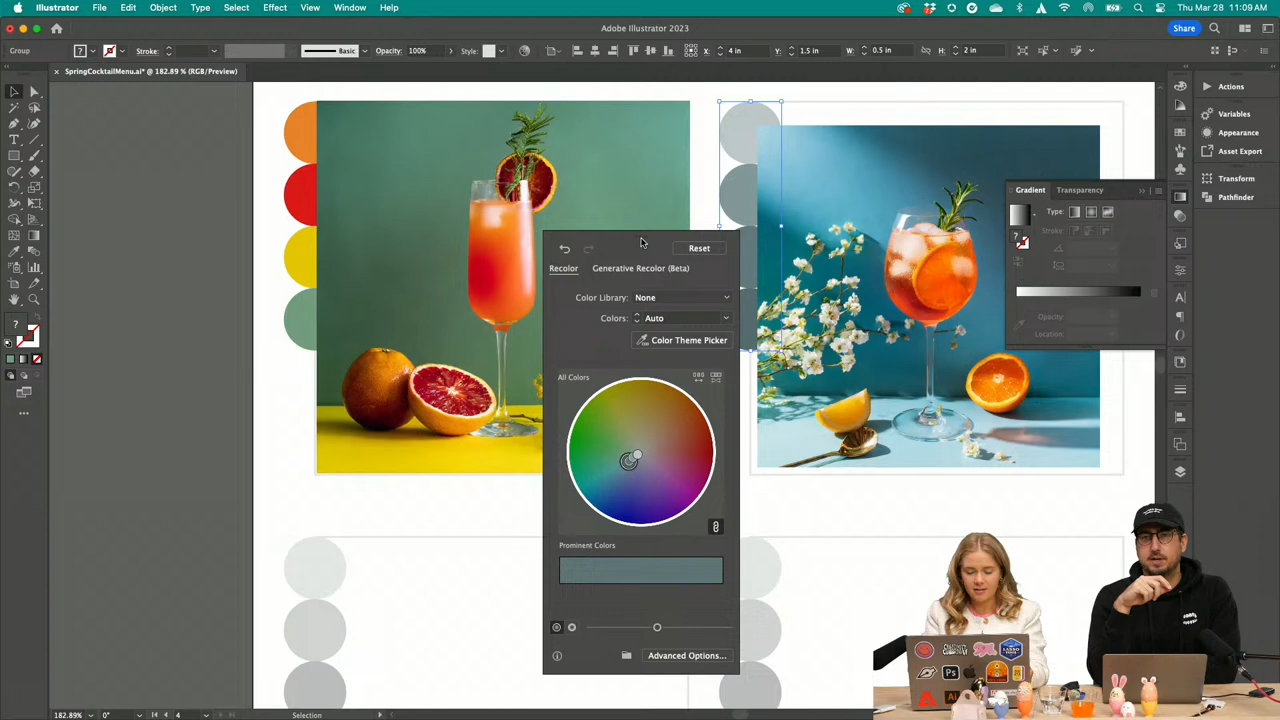 Illustrator File Edit Object Type Select Effect View Window Help Thu Mar 28 11:09 AM
Adobe Illustrator 2023
Share
Group ? Stroke: Basic Opacity: 100% Style: X: 4 in Y: 1.5 in W: 0.5 in H: 2 in
× SpringCocktailMenu.ai* @ 182.89 % (RGB/Preview)
Actions
Variables
Appearance
Asset Export
Transform
Pathfinder
Gradient Transparency
Type:
Stroke:
Opacity:
Location:
Reset
Recolor Generative Recolor (Beta)
Color Library: None
Colors: Auto
Color Theme Picker
All Colors
Prominent Colors
Advanced Options...
?
Ps
Ai
LASSO
182.89% 0° 4 Selection